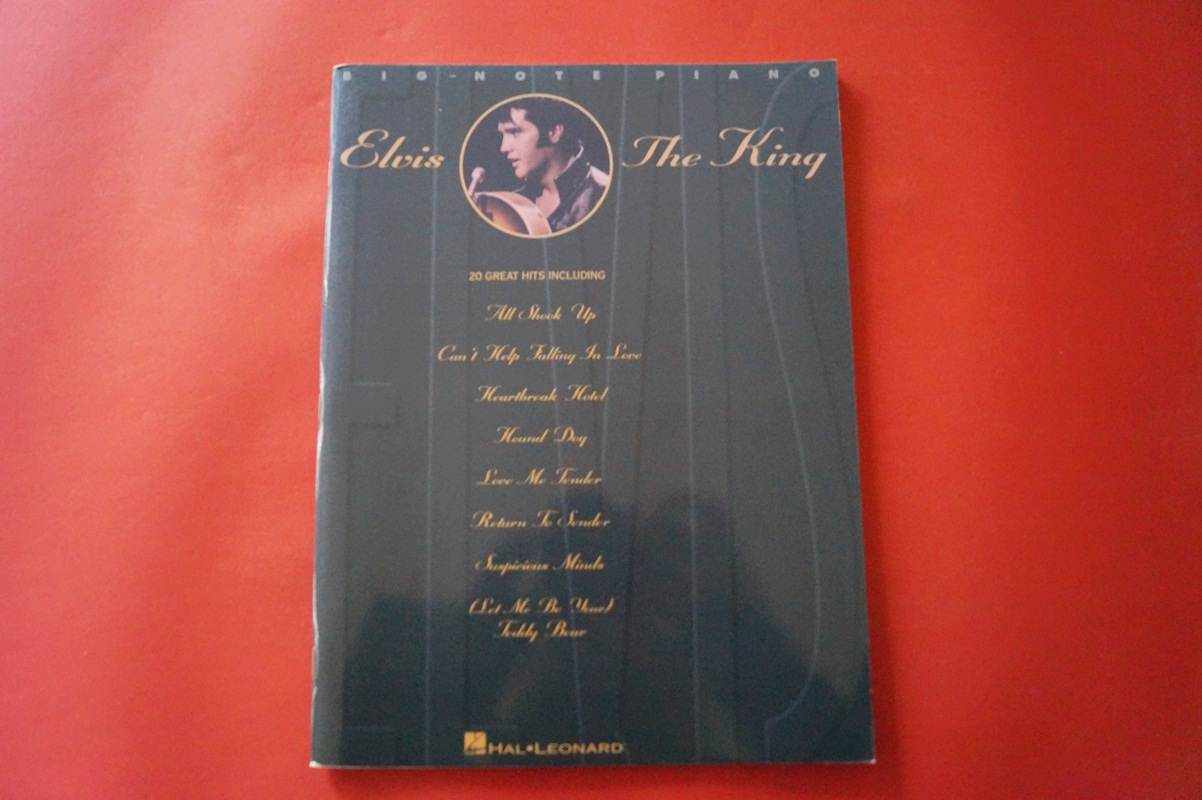 BIG-NOTE PIANO
Elvis The King
20 GREAT HITS INCLUDING
All Shook Up
Can't Help Falling In Love
Heartbreak Hotel
Hound Dog
Love Me Tender
Return To Sender
Suspicious Minds
(Let Me Be Your)
Teddy Bear
HAL•LEONARD